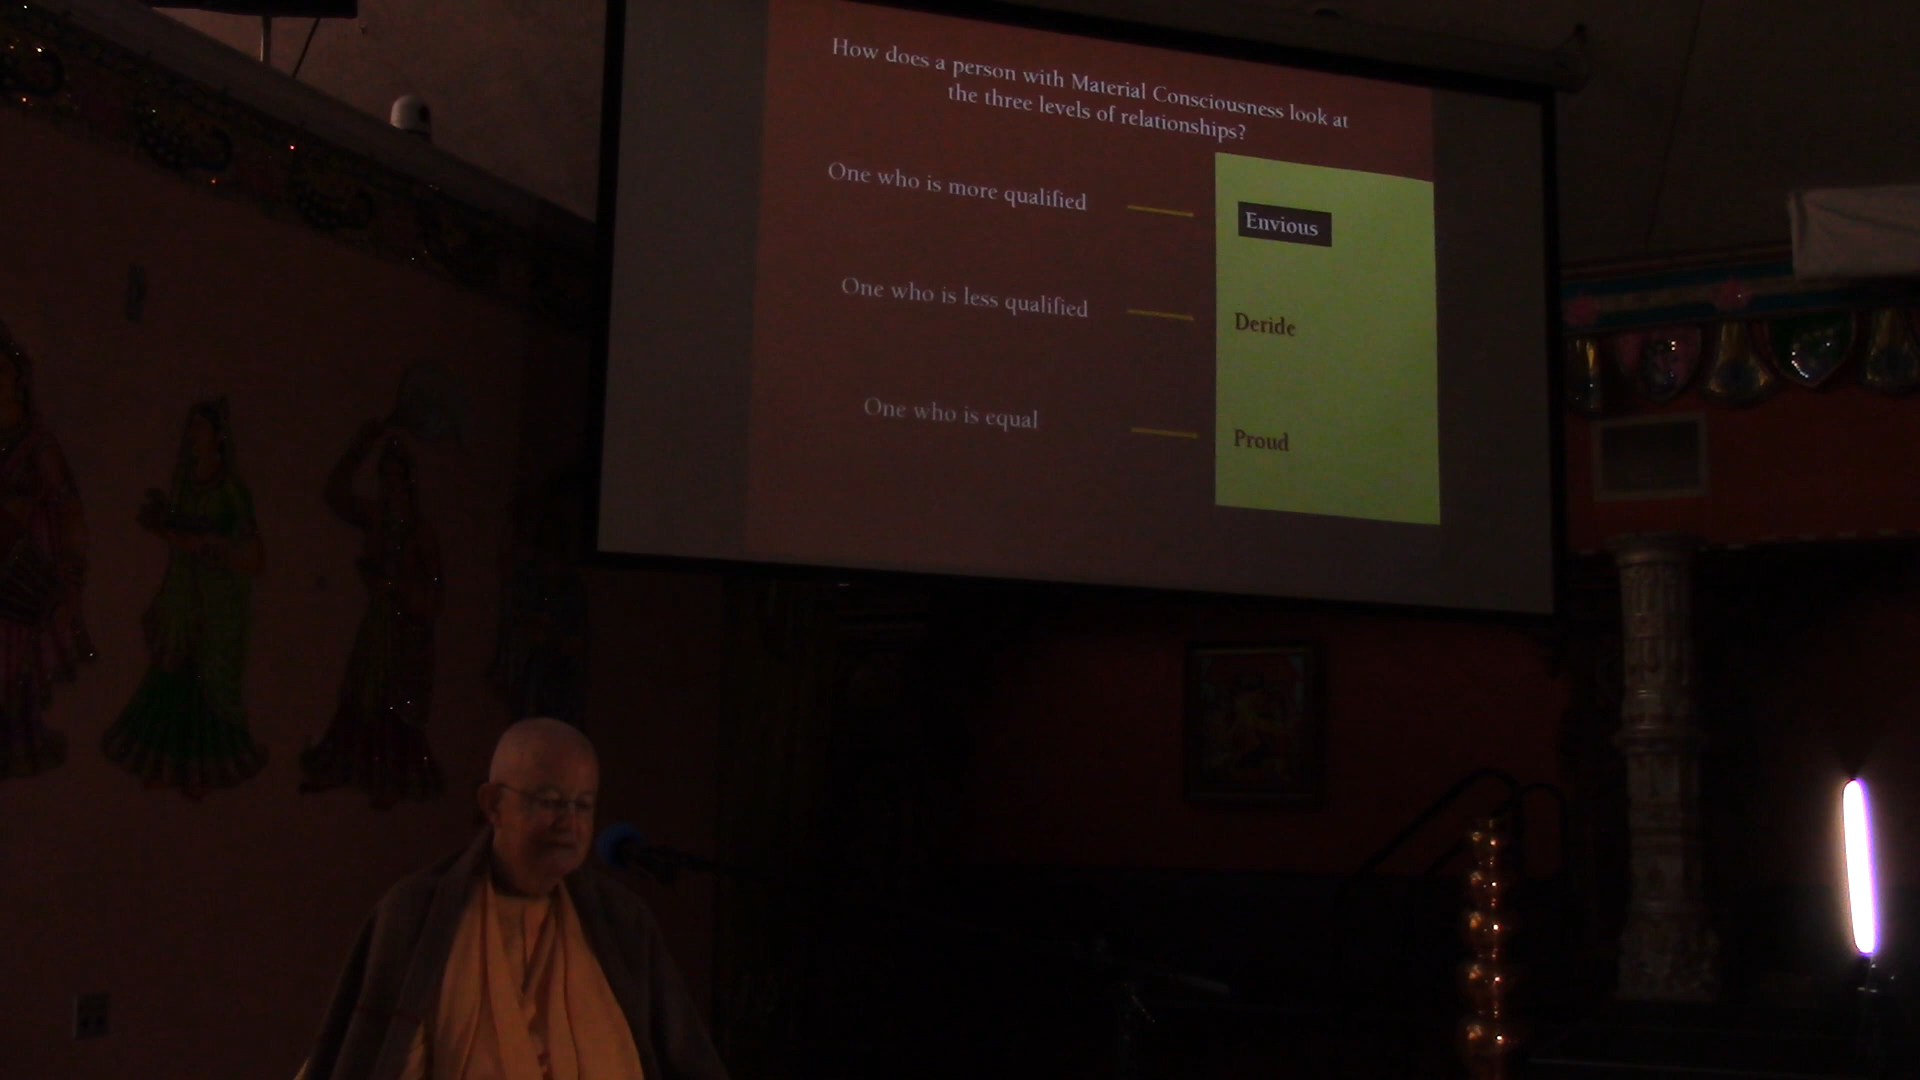 How does a person with Material Consciousness look at
the three levels of relationships?
One who is more qualified
Envious
One who is less qualified
Deride
One who is equal
Proud